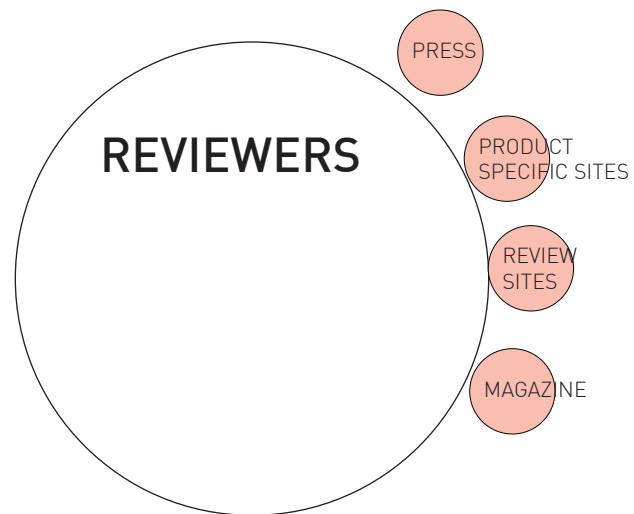 PRESS
REVIEWERS
PRODUCT
SPECIFIC SITES
REVIEW
SITES
MAGAZINE